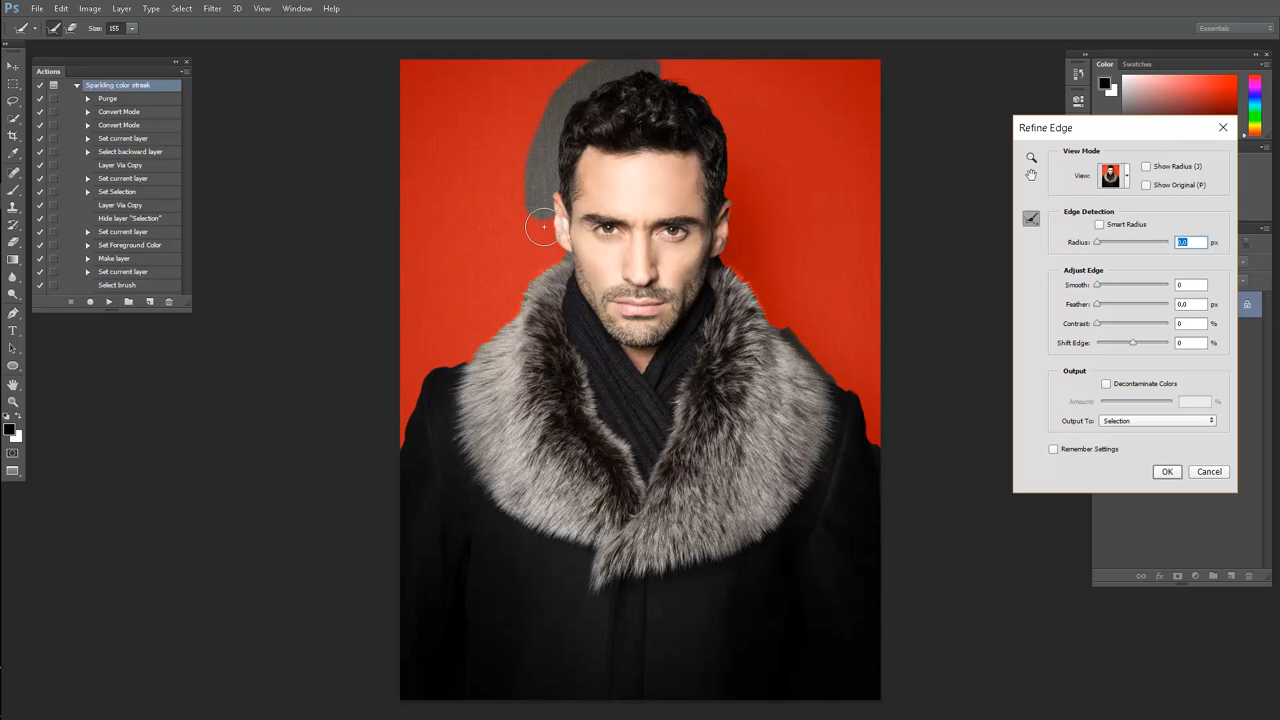 Ps File Edit Image Layer Type Select Filter 3D View Window Help
Size: 155
Essentials
Actions
Sparkling color streak
Purge
Convert Mode
Convert Mode
Set current layer
Select backward layer
Layer Via Copy
Set current layer
Set Selection
Layer Via Copy
Hide layer "Selection"
Set current layer
Set Foreground Color
Make layer
Set current layer
Select brush
Color Swatches
Refine Edge
View Mode
View:
Show Radius (J)
Show Original (P)
Edge Detection
Smart Radius
Radius: 0,0 px
Adjust Edge
Smooth: 0
Feather: 0,0 px
Contrast: 0 %
Shift Edge: 0 %
Output
Decontaminate Colors
Amount: %
Output To: Selection
Remember Settings
OK Cancel
fx